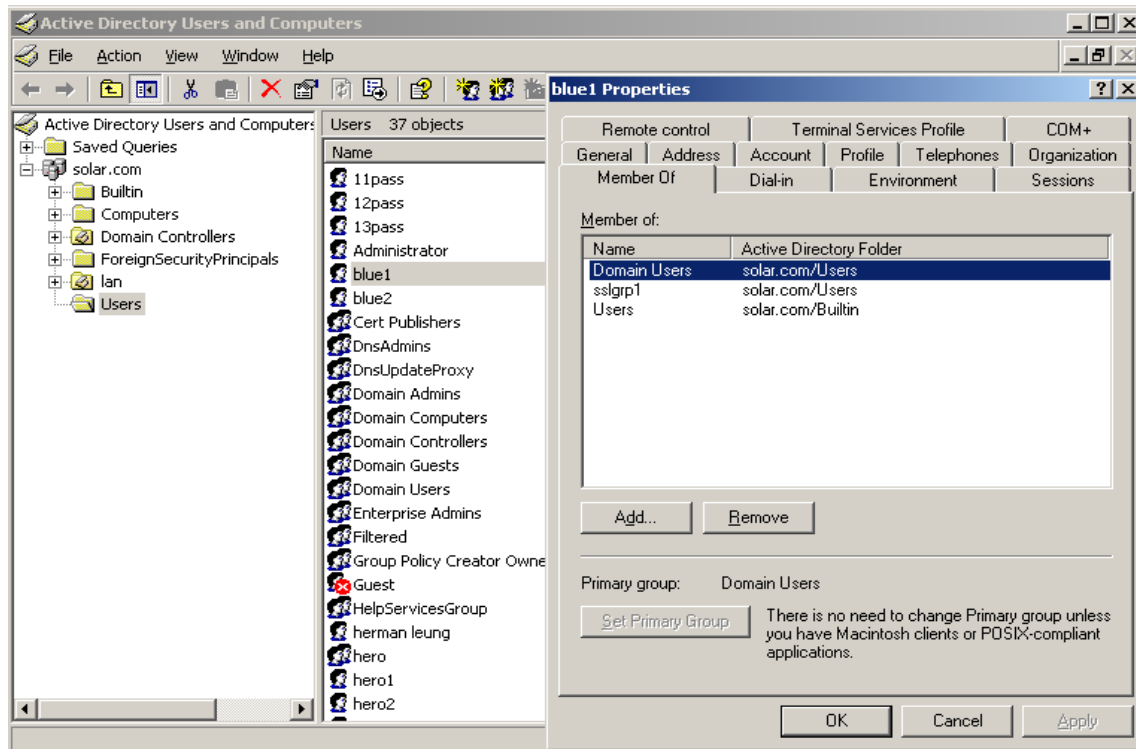 Active Directory Users and Computers
File Action View Window Help
Active Directory Users and Computers
Saved Queries
solar.com
Builtin
Computers
Domain Controllers
ForeignSecurityPrincipals
lan
Users
Users 37 objects
Name
11pass
12pass
13pass
Administrator
blue1
blue2
Cert Publishers
DnsAdmins
DnsUpdateProxy
Domain Admins
Domain Computers
Domain Controllers
Domain Guests
Domain Users
Enterprise Admins
Filtered
Group Policy Creator Owne
Guest
HelpServicesGroup
herman leung
hero
hero1
hero2
blue1 Properties
Remote control Terminal Services Profile COM+
General Address Account Profile Telephones Organization
Member Of Dial-in Environment Sessions
Member of:
Name Active Directory Folder
Domain Users solar.com/Users
sslgrp1 solar.com/Users
Users solar.com/Builtin
Add... Remove
Primary group: Domain Users
Set Primary Group
There is no need to change Primary group unless
you have Macintosh clients or POSIX-compliant
applications.
OK Cancel Apply